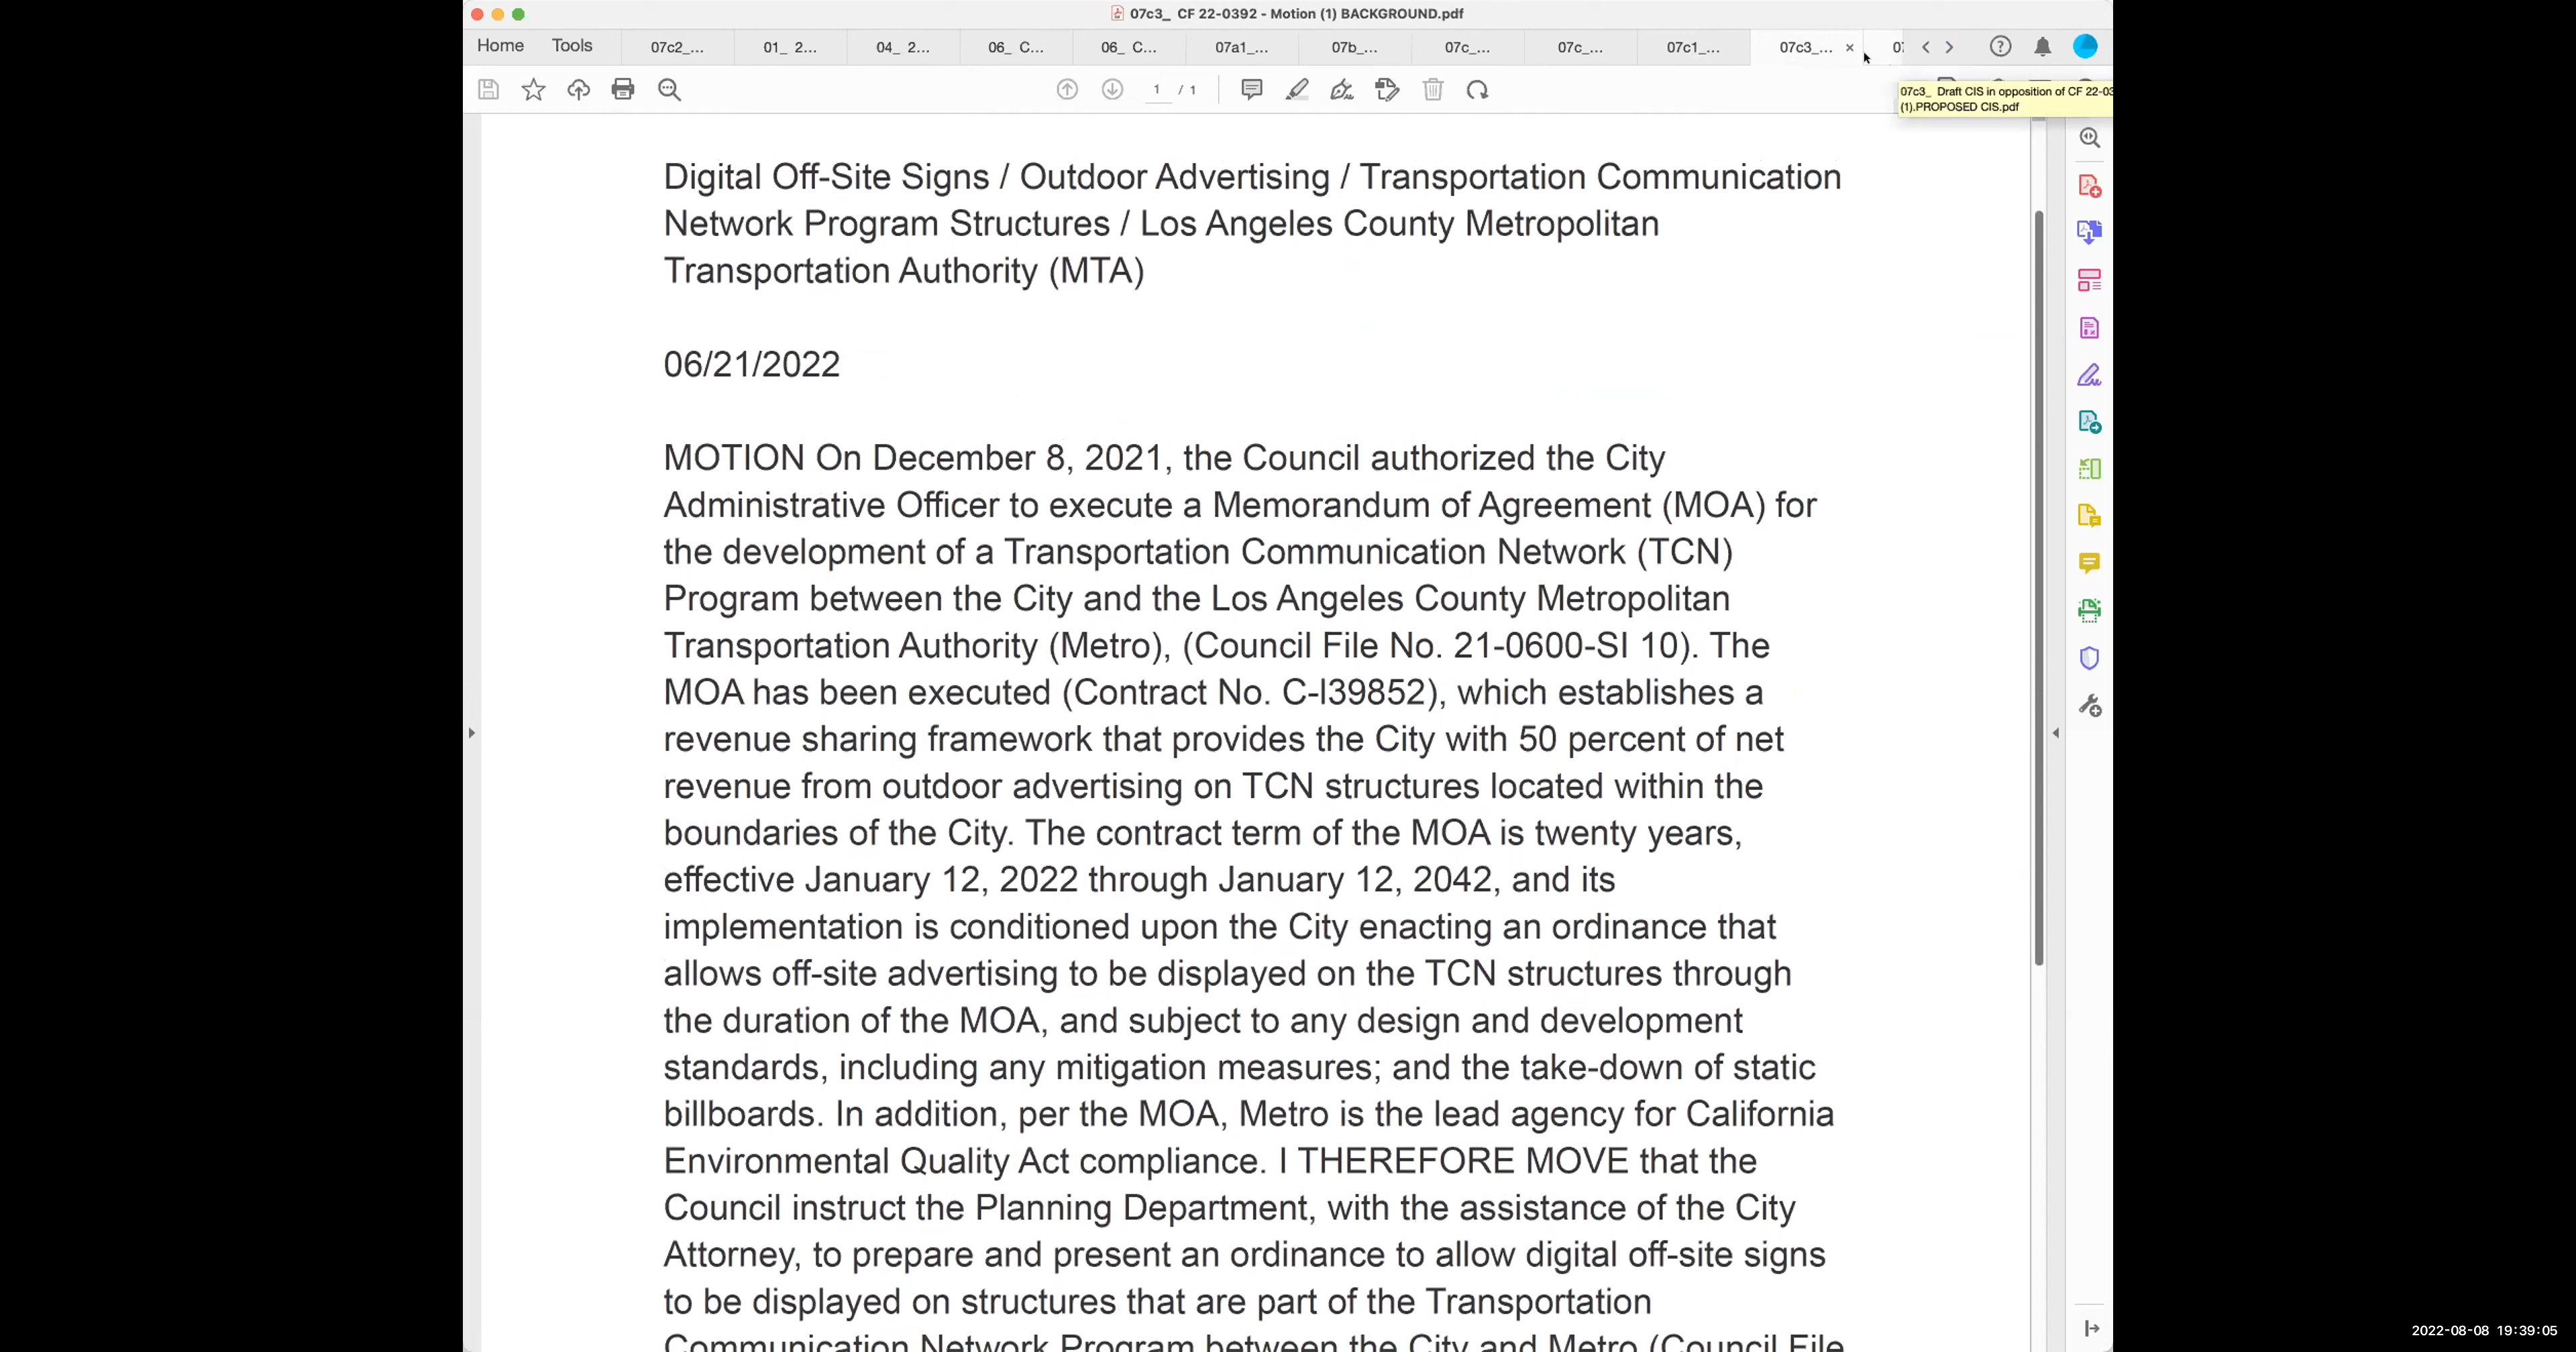 07c3_ CF 22-0392 - Motion (1) BACKGROUND.pdf
Home Tools 07c2_... 01_ 2... 04_ 2... 06_ C... 06_ C... 07a1_... 07b_... 07c_... 07c_... 07c1_... 07c3_... ×
1 / 1
07c3_ Draft CIS in opposition of CF 22-03
(1).PROPOSED CIS.pdf
Digital Off-Site Signs / Outdoor Advertising / Transportation Communication
Network Program Structures / Los Angeles County Metropolitan
Transportation Authority (MTA)
06/21/2022
MOTION On December 8, 2021, the Council authorized the City
Administrative Officer to execute a Memorandum of Agreement (MOA) for
the development of a Transportation Communication Network (TCN)
Program between the City and the Los Angeles County Metropolitan
Transportation Authority (Metro), (Council File No. 21-0600-SI 10). The
MOA has been executed (Contract No. C-I39852), which establishes a
revenue sharing framework that provides the City with 50 percent of net
revenue from outdoor advertising on TCN structures located within the
boundaries of the City. The contract term of the MOA is twenty years,
effective January 12, 2022 through January 12, 2042, and its
implementation is conditioned upon the City enacting an ordinance that
allows off-site advertising to be displayed on the TCN structures through
the duration of the MOA, and subject to any design and development
standards, including any mitigation measures; and the take-down of static
billboards. In addition, per the MOA, Metro is the lead agency for California
Environmental Quality Act compliance. I THEREFORE MOVE that the
Council instruct the Planning Department, with the assistance of the City
Attorney, to prepare and present an ordinance to allow digital off-site signs
to be displayed on structures that are part of the Transportation
Communication Network Program between the City and Metro (Council File
2022-08-08 19:39:05